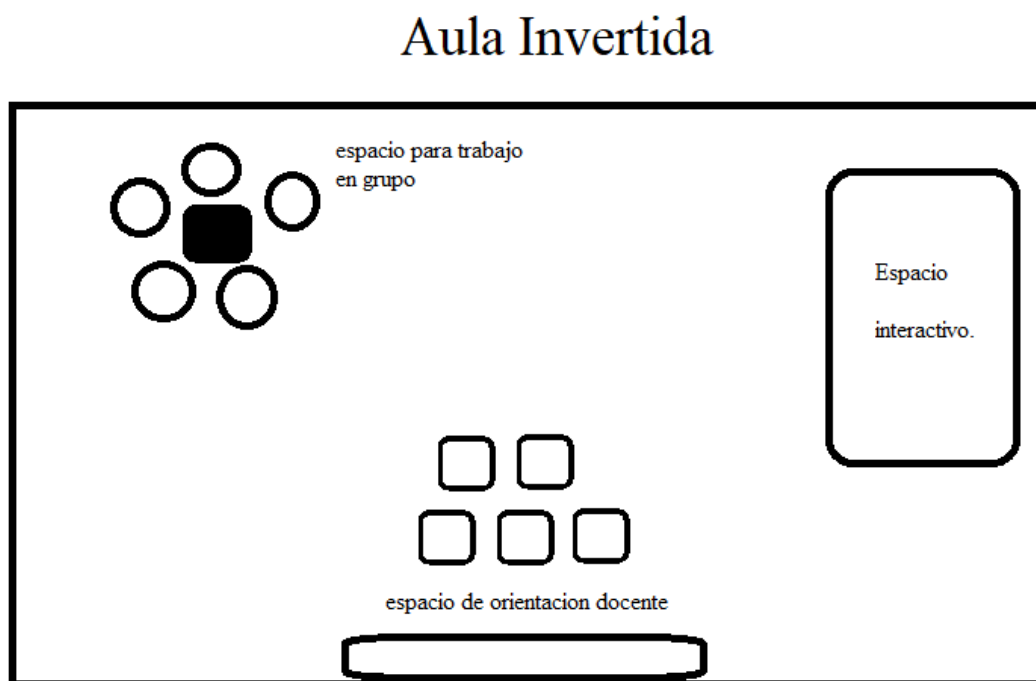 Aula Invertida
espacio para trabajo
en grupo
Espacio
interactivo.
espacio de orientacion docente